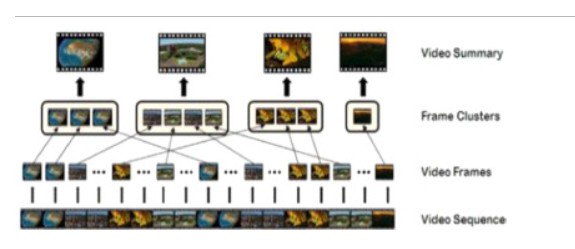 Video Summary
Frame Clusters
Video Frames
Video Sequence